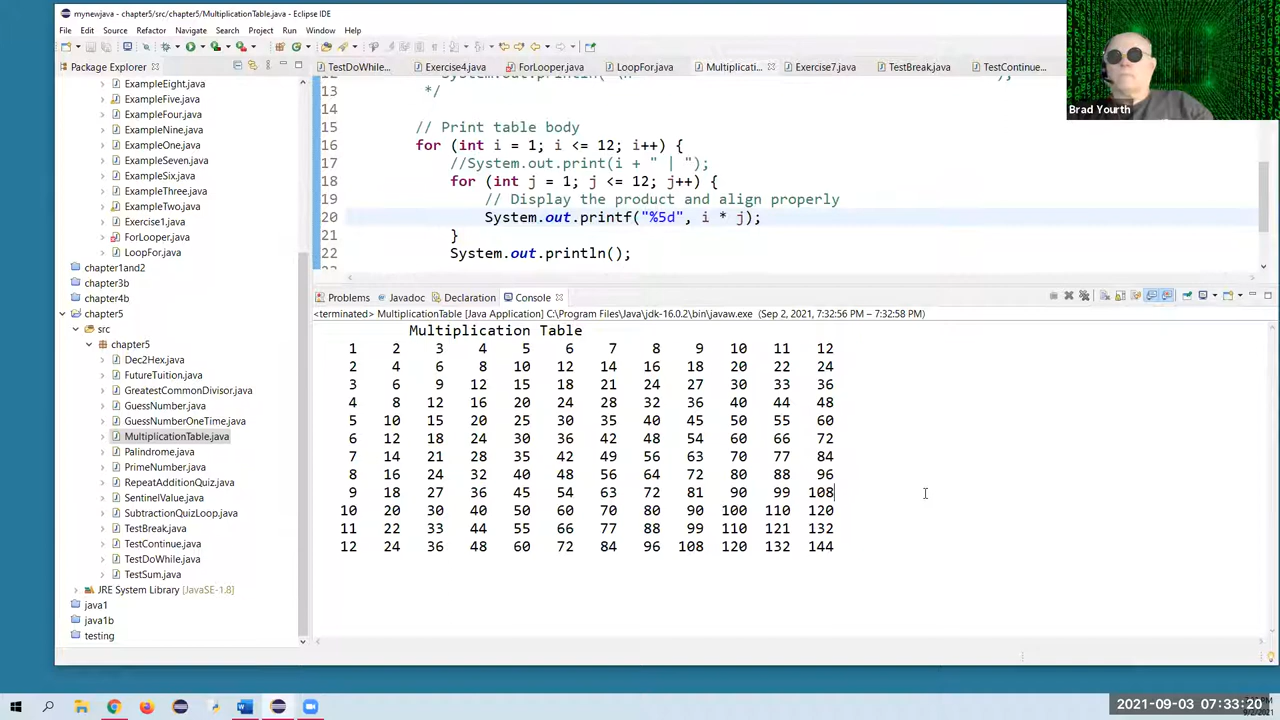 mynewjava - chapter5/src/chapter5/MultiplicationTable.java - Eclipse IDE
File Edit Source Refactor Navigate Search Project Run Window Help
Package Explorer
ExampleEight.java
ExampleFive.java
ExampleFour.java
ExampleNine.java
ExampleOne.java
ExampleSeven.java
ExampleSix.java
ExampleThree.java
ExampleTwo.java
Exercise1.java
ForLooper.java
LoopFor.java
chapter1and2
chapter3b
chapter4b
chapter5
src
chapter5
Dec2Hex.java
FutureTuition.java
GreatestCommonDivisor.java
GuessNumber.java
GuessNumberOneTime.java
MultiplicationTable.java
Palindrome.java
PrimeNumber.java
RepeatAdditionQuiz.java
SentinelValue.java
SubtractionQuizLoop.java
TestBreak.java
TestContinue.java
TestDoWhile.java
TestSum.java
JRE System Library [JavaSE-1.8]
java1
java1b
testing
TestDoWhile... Exercise4.java ForLooper.java LoopFor.java Multiplicati... Exercise7.java TestBreak.java TestContinue...
13 */
14
15 // Print table body
16 for (int i = 1; i <= 12; i++) {
17 //System.out.print(i + " | ");
18 for (int j = 1; j <= 12; j++) {
19 // Display the product and align properly
20 System.out.printf("%5d", i * j);
21 }
22 System.out.println();
Problems Javadoc Declaration Console
<terminated> MultiplicationTable [Java Application] C:\Program Files\Java\jdk-16.0.2\bin\javaw.exe (Sep 2, 2021, 7:32:56 PM – 7:32:58 PM)
Multiplication Table
1 2 3 4 5 6 7 8 9 10 11 12
2 4 6 8 10 12 14 16 18 20 22 24
3 6 9 12 15 18 21 24 27 30 33 36
4 8 12 16 20 24 28 32 36 40 44 48
5 10 15 20 25 30 35 40 45 50 55 60
6 12 18 24 30 36 42 48 54 60 66 72
7 14 21 28 35 42 49 56 63 70 77 84
8 16 24 32 40 48 56 64 72 80 88 96
9 18 27 36 45 54 63 72 81 90 99 108
10 20 30 40 50 60 70 80 90 100 110 120
11 22 33 44 55 66 77 88 99 110 121 132
12 24 36 48 60 72 84 96 108 120 132 144
Brad Yourth
2021-09-03 07:33:20
9/2/2021